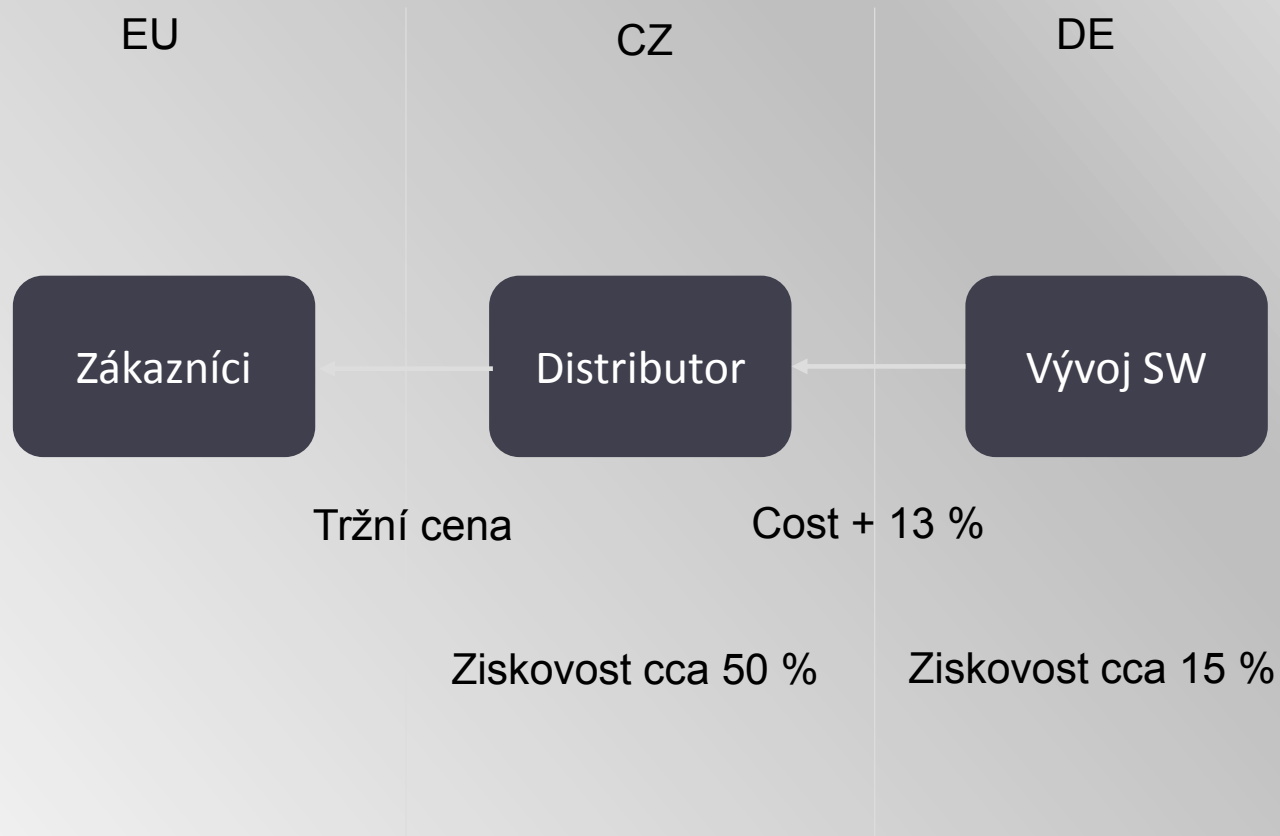 EU
CZ
DE
Zákazníci
Distributor
Vývoj SW
Tržní cena
Cost + 13 %
Ziskovost cca 50 %
Ziskovost cca 15 %